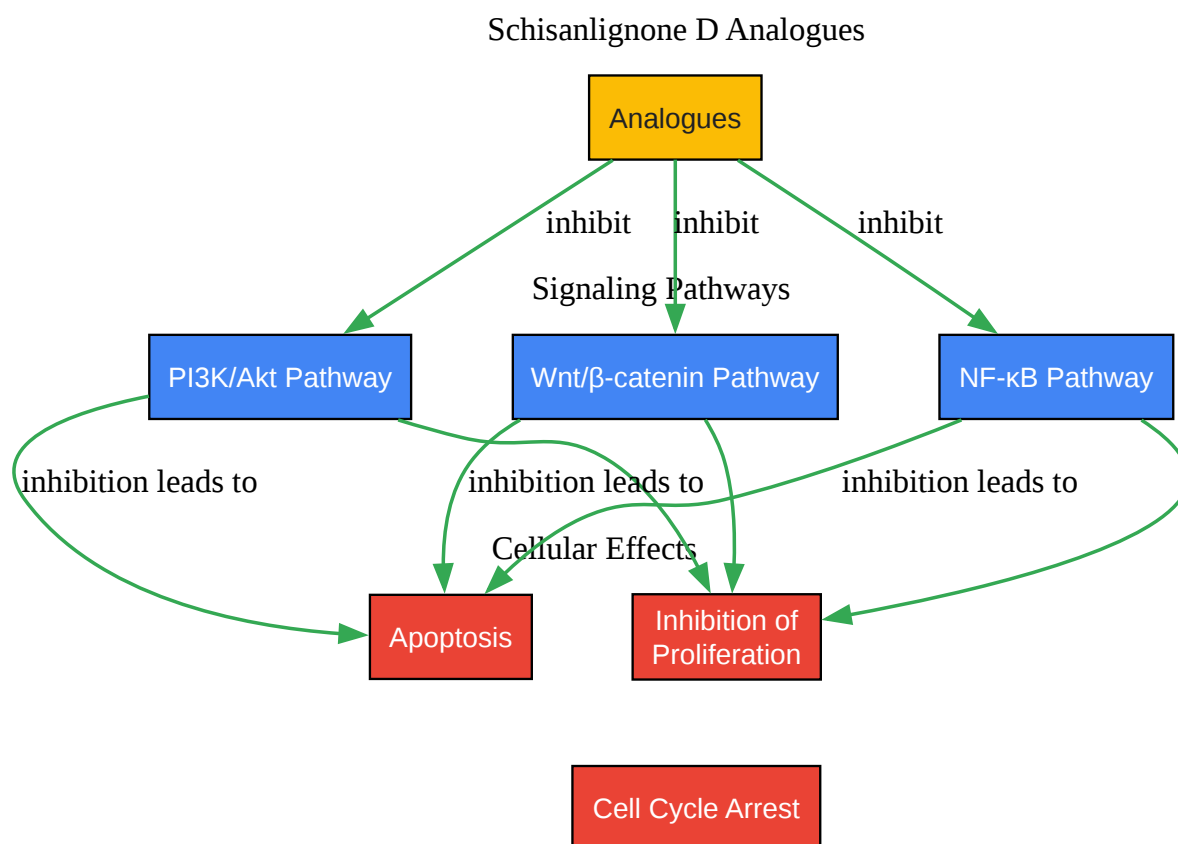 Schisanlignone D Analogues
Analogues
inhibit
inhibit
inhibit
Signaling Pathways
PI3K/Akt Pathway
Wnt/β-catenin Pathway
NF-κB Pathway
inhibition leads to
inhibition leads to
inhibition leads to
Cellular Effects
Apoptosis
Inhibition of
Proliferation
Cell Cycle Arrest